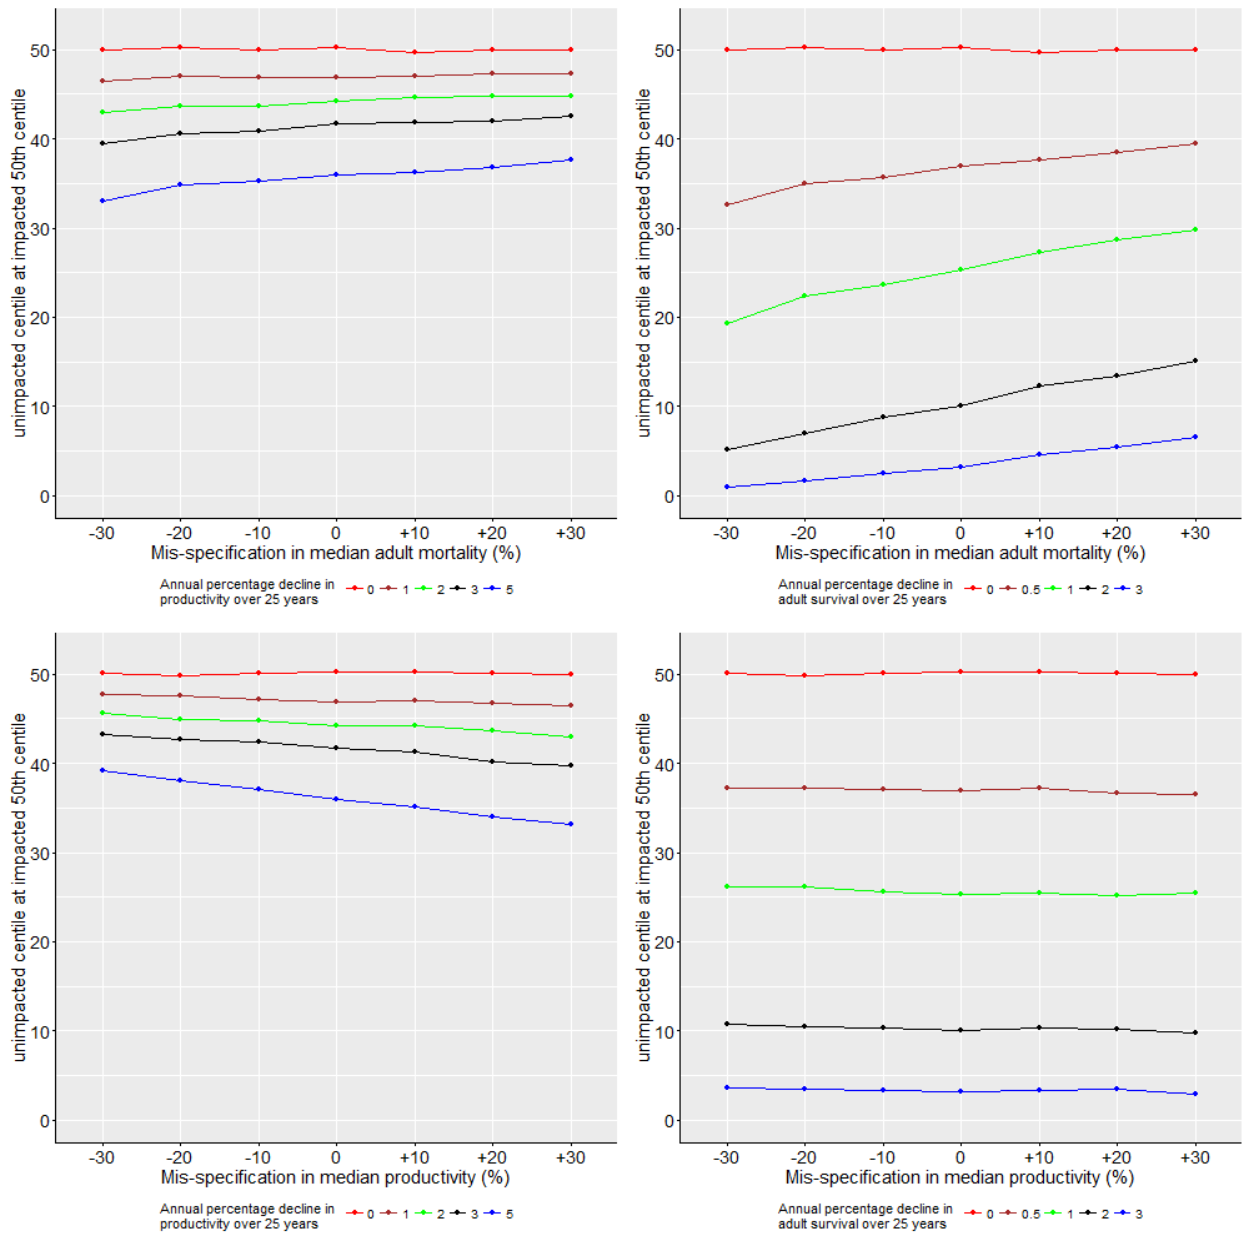 unimpacted centile at impacted 50th centile
50
40
30
20
10
0
-30 -20 -10 0 +10 +20 +30
Mis-specification in median adult mortality (%)
Annual percentage decline in
productivity over 25 years
0 1 2 3 5
unimpacted centile at impacted 50th centile
50
40
30
20
10
0
-30 -20 -10 0 +10 +20 +30
Mis-specification in median adult mortality (%)
Annual percentage decline in
adult survival over 25 years
0 0.5 1 2 3
unimpacted centile at impacted 50th centile
50
40
30
20
10
0
-30 -20 -10 0 +10 +20 +30
Mis-specification in median productivity (%)
Annual percentage decline in
productivity over 25 years
0 1 2 3 5
unimpacted centile at impacted 50th centile
50
40
30
20
10
0
-30 -20 -10 0 +10 +20 +30
Mis-specification in median productivity (%)
Annual percentage decline in
adult survival over 25 years
0 0.5 1 2 3